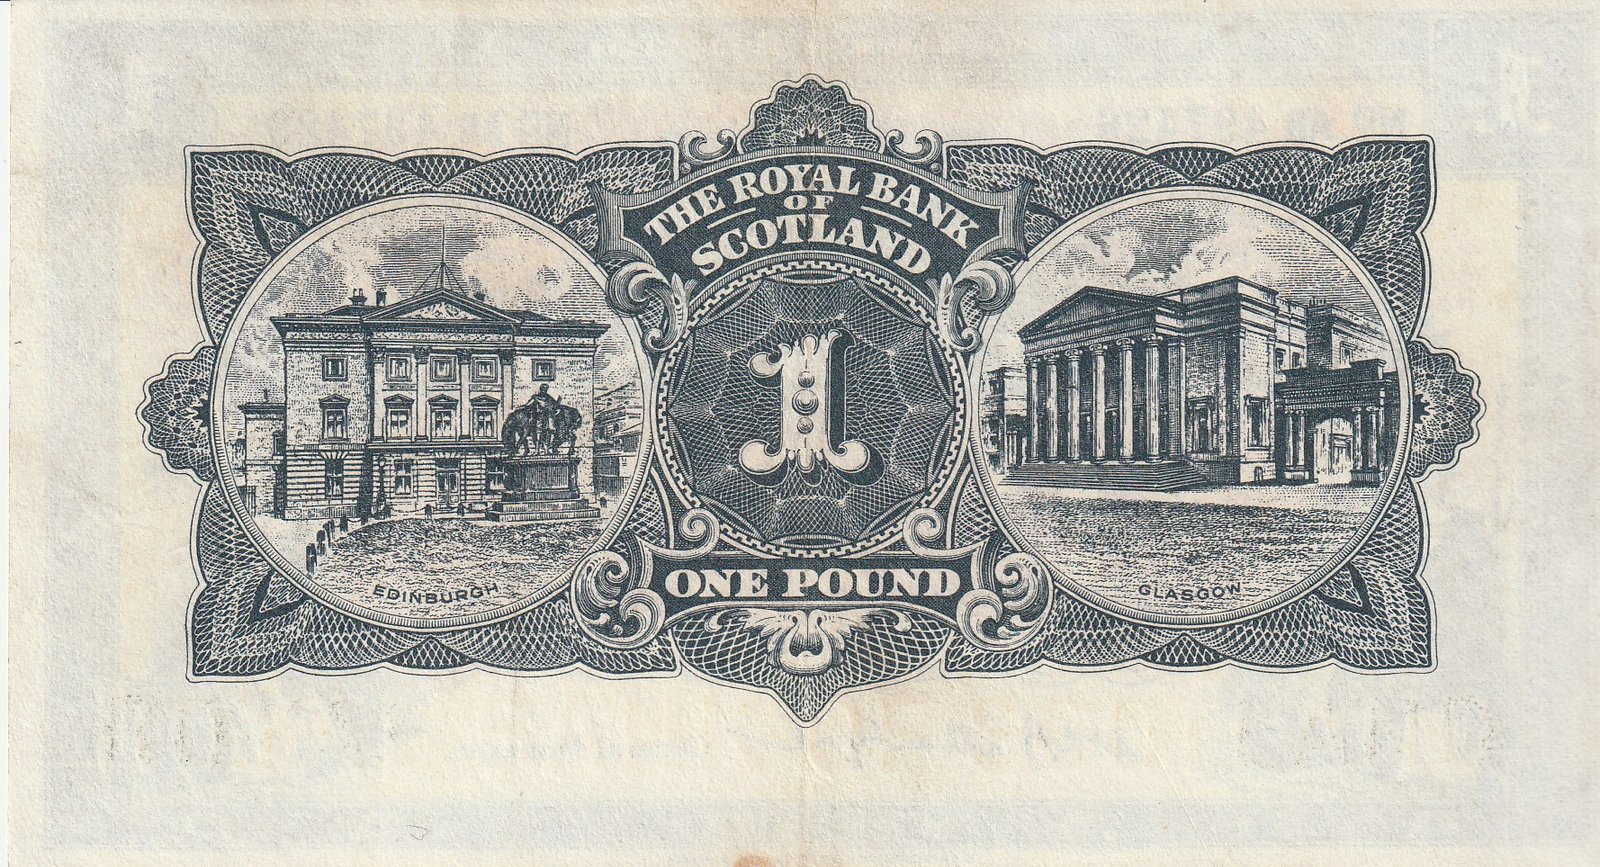 THE ROYAL BANK
OF
SCOTLAND
1
EDINBURGH
GLASGOW
ONE POUND